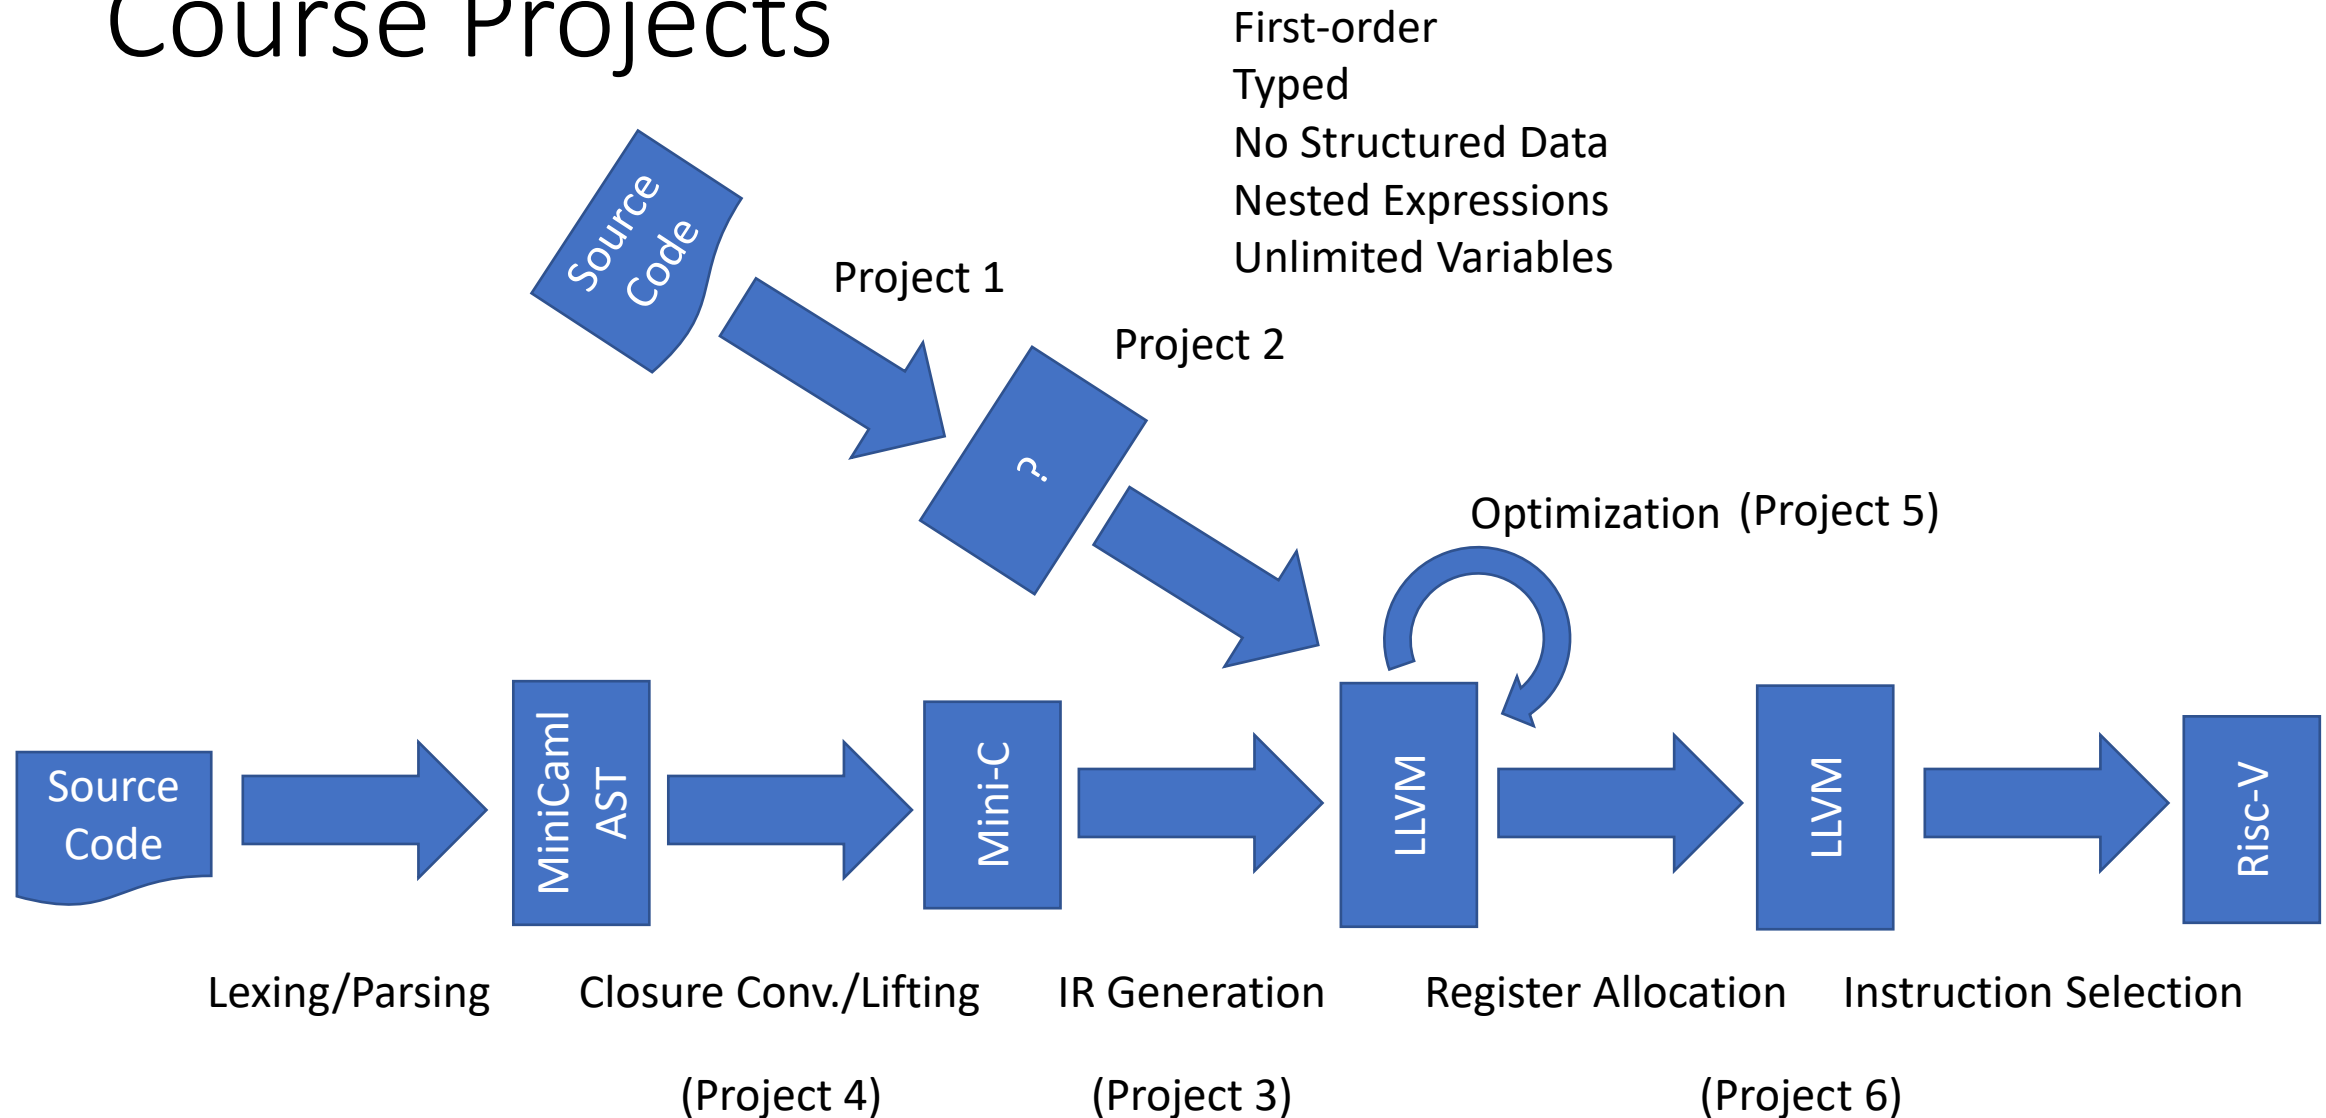 Course Projects
First-order
Typed
No Structured Data
Nested Expressions
Unlimited Variables
Source
Code
Project 1
Project 2
?
Optimization (Project 5)
Source
Code
MiniCaml
AST
Mini-C
LLVM
LLVM
Risc-V
Lexing/Parsing
Closure Conv./Lifting
IR Generation
Register Allocation
Instruction Selection
(Project 4)
(Project 3)
(Project 6)